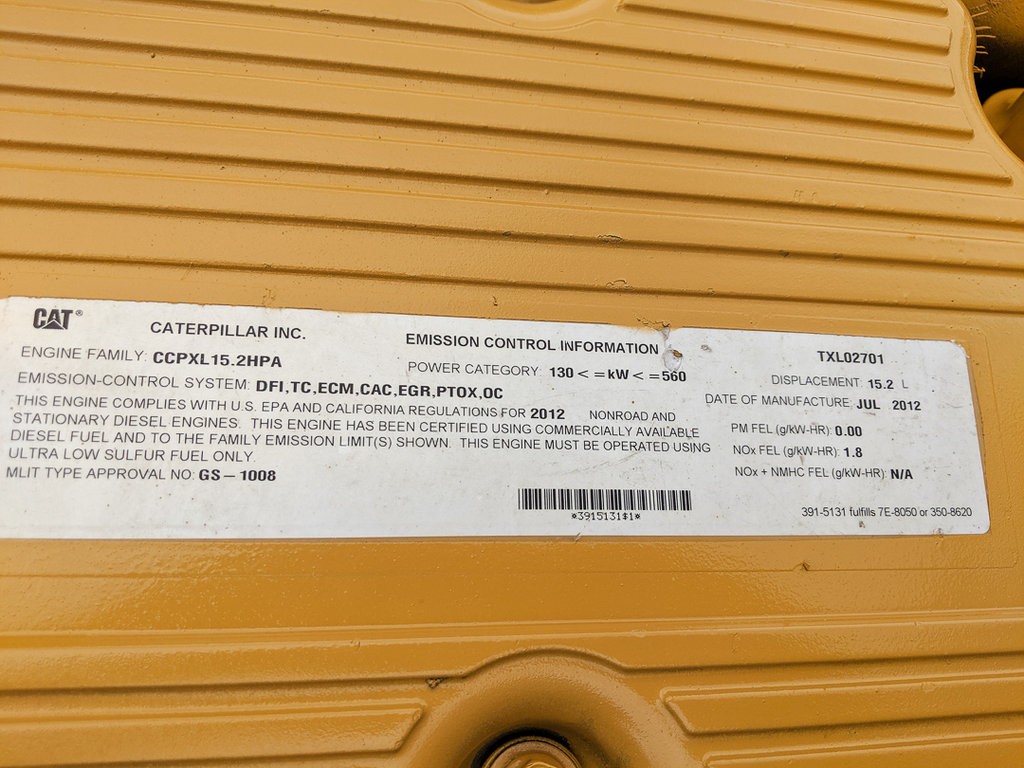 CAT®
CATERPILLAR INC.
EMISSION CONTROL INFORMATION
TXL02701
ENGINE FAMILY: CCPXL15.2HPA
POWER CATEGORY: 130<=kW<=560
DISPLACEMENT: 15.2 L
EMISSION-CONTROL SYSTEM: DFI,TC,ECM,CAC,EGR,PTOX,OC
DATE OF MANUFACTURE: JUL 2012
THIS ENGINE COMPLIES WITH U.S. EPA AND CALIFORNIA REGULATIONS FOR 2012 NONROAD AND
STATIONARY DIESEL ENGINES. THIS ENGINE HAS BEEN CERTIFIED USING COMMERCIALLY AVAILABLE
DIESEL FUEL AND TO THE FAMILY EMISSION LIMIT(S) SHOWN. THIS ENGINE MUST BE OPERATED USING
ULTRA LOW SULFUR FUEL ONLY.
PM FEL (g/kW-HR): 0.00
NOx FEL (g/kW-HR): 1.8
NOx + NMHC FEL (g/kW-HR): N/A
MLIT TYPE APPROVAL NO: GS-1008
*3915131$1*
391-5131 fulfills 7E-8050 or 350-8620